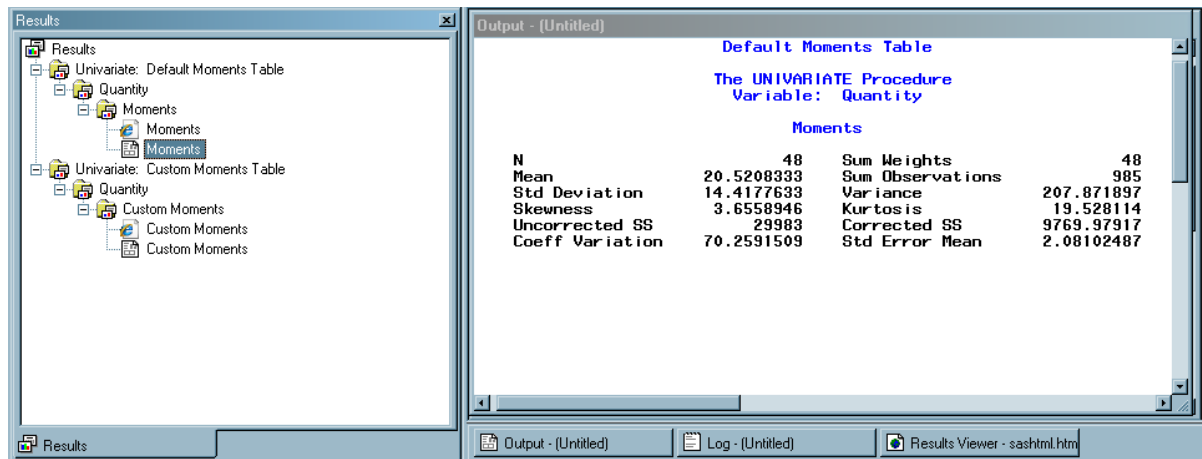 Results
Results
Univariate: Default Moments Table
Quantity
Moments
Moments
Moments
Univariate: Custom Moments Table
Quantity
Custom Moments
Custom Moments
Custom Moments
Results
Output - (Untitled)
Default Moments Table
The UNIVARIATE Procedure
Variable: Quantity
Moments
N 48 Sum Weights 48
Mean 20.5208333 Sum Observations 985
Std Deviation 14.4177633 Variance 207.871897
Skewness 3.6558946 Kurtosis 19.528114
Uncorrected SS 29983 Corrected SS 9769.97917
Coeff Variation 70.2591509 Std Error Mean 2.08102487
Output - (Untitled) Log - (Untitled) Results Viewer - sashtml.htm